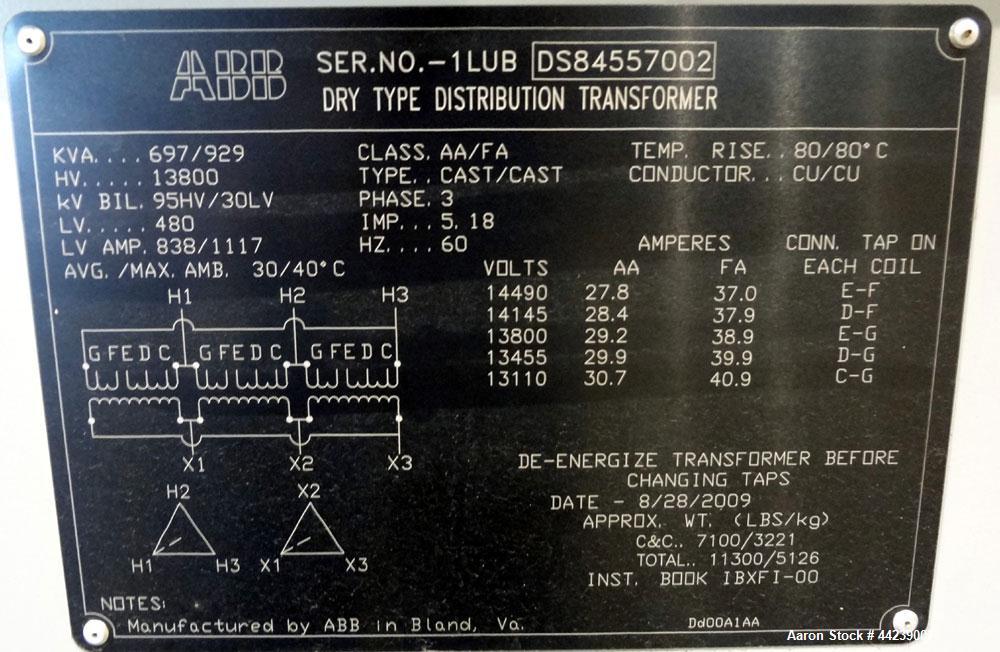 ABB SER.NO.-1LUB DS84557002
DRY TYPE DISTRIBUTION TRANSFORMER
KVA.... 697/929
HV..... 13800
kV BIL. 95HV/30LV
LV..... 480
LV AMP. 838/1117
AVG. /MAX. AMB. 30/40°C
CLASS. AA/FA
TYPE.. CAST/CAST
PHASE. 3
IMP... 5.18
HZ.... 60
TEMP. RISE.. 80/80°C
CONDUCTOR... CU/CU
AMPERES CONN. TAP ON
VOLTS AA FA EACH COIL
14490 27.8 37.0 E-F
14145 28.4 37.9 D-F
13800 29.2 38.9 E-G
13455 29.9 39.9 D-G
13110 30.7 40.9 C-G
H1 H2 H3
G F E D C G F E D C G F E D C
X1 X2 X3
H2 X2
H1 H3 X1 X3
DE-ENERGIZE TRANSFORMER BEFORE
CHANGING TAPS
DATE - 8/28/2009
APPROX. WT. (LBS/kg)
C&C.. 7100/3221
TOTAL.. 11300/5126
INST. BOOK IBXFI-00
NOTES:
Manufactured by ABB in Bland, Va.
Dd00A1AA
Aaron Stock #